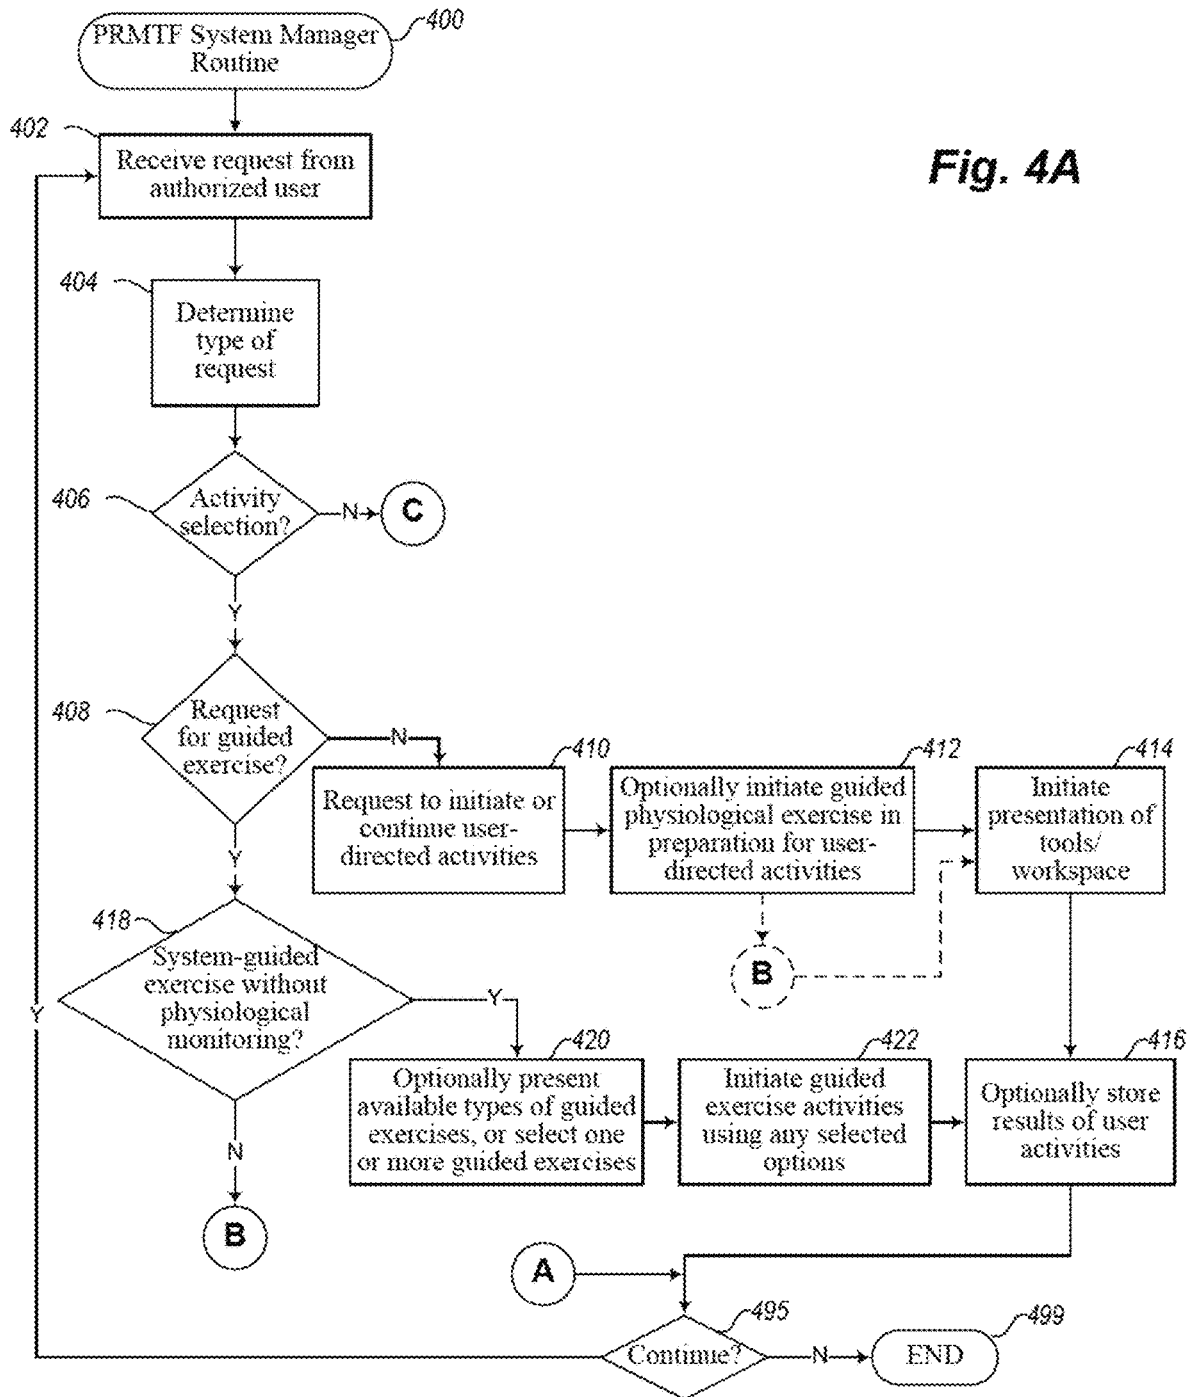 PRMTF System Manager
Routine
400
402
Receive request from
authorized user
Fig. 4A
404
Determine
type of
request
406
Activity
selection?
N
C
Y
408
Request
for guided
exercise?
N
410
Request to initiate or
continue user-
directed activities
412
Optionally initiate guided
physiological exercise in
preparation for user-
directed activities
414
Initiate
presentation of
tools/
workspace
Y
B
418
System-guided
exercise without
physiological
monitoring?
Y
Y
420
Optionally present
available types of guided
exercises, or select one
or more guided exercises
422
Initiate guided
exercise activities
using any selected
options
416
Optionally store
results of user
activities
N
B
A
495
Continue?
N
499
END